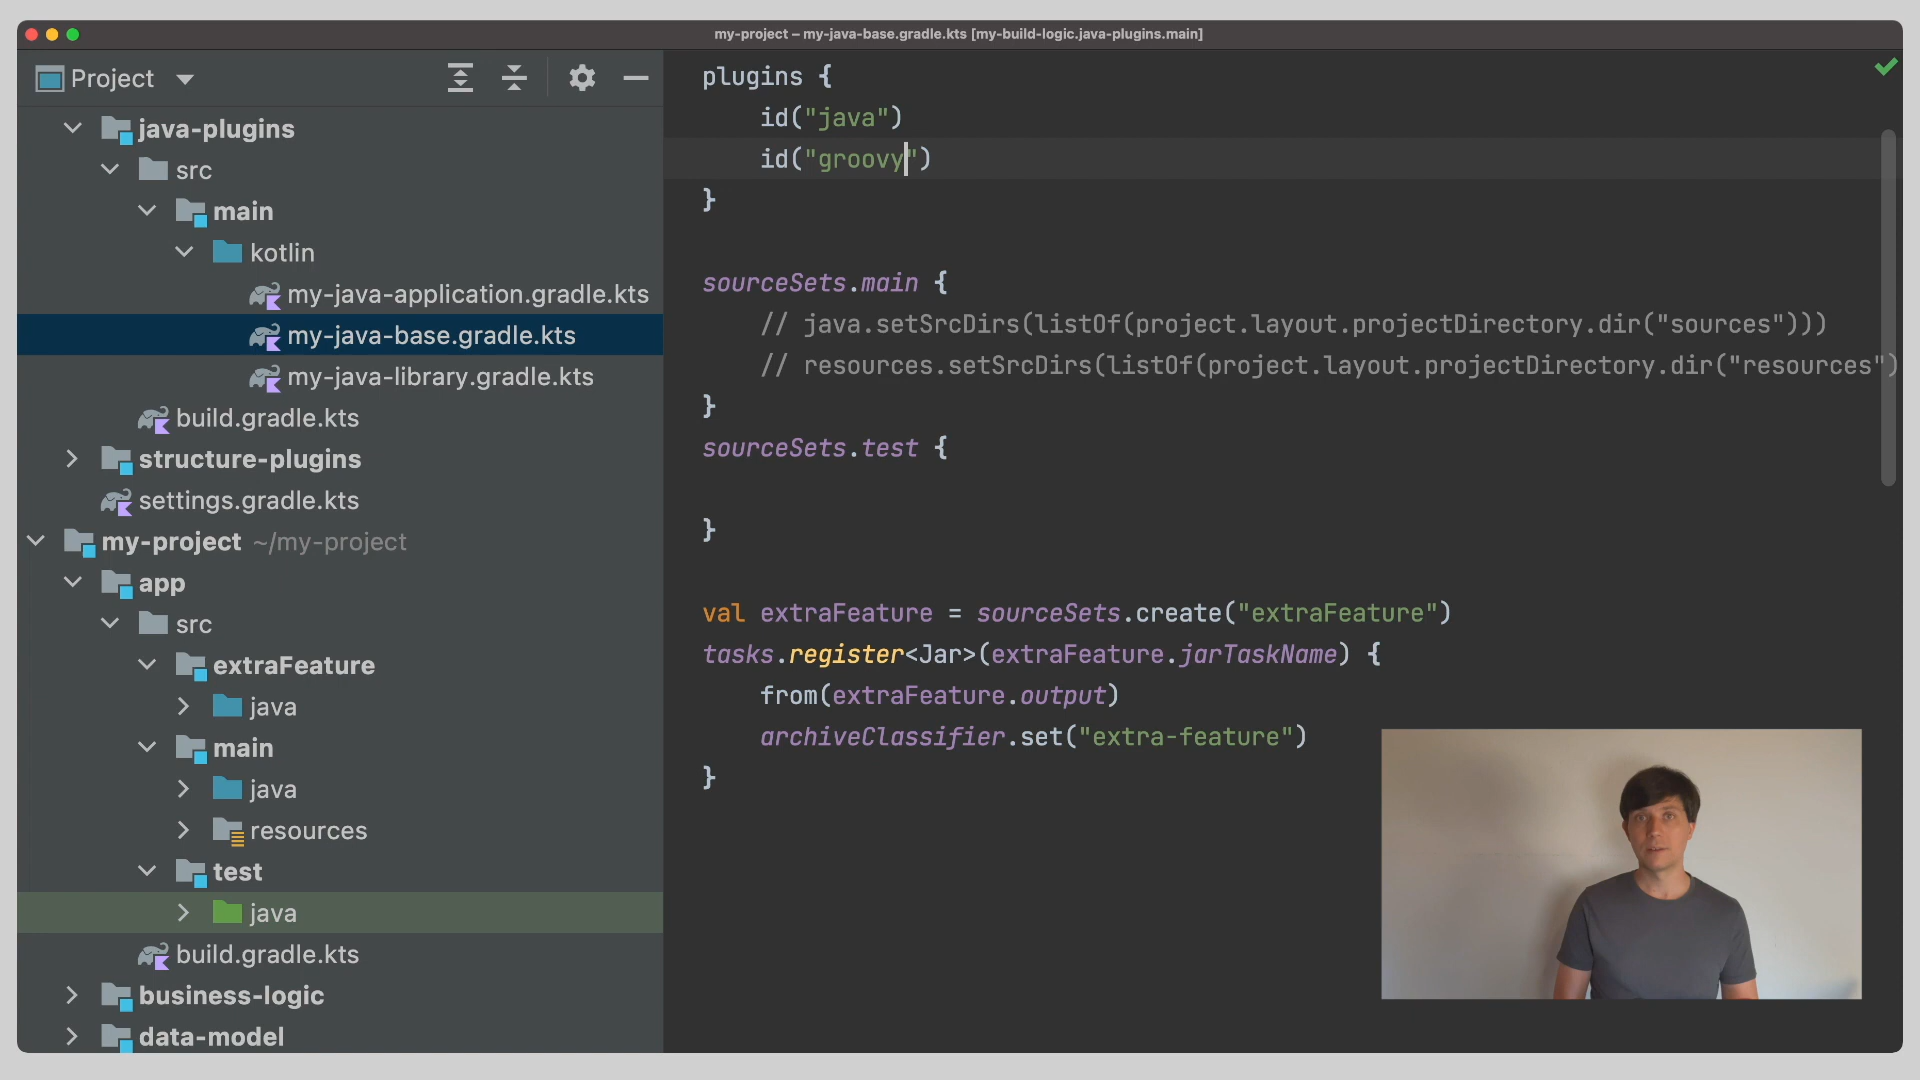 my-project – my-java-base.gradle.kts [my-build-logic.java-plugins.main]
Project
java-plugins
src
main
kotlin
my-java-application.gradle.kts
my-java-base.gradle.kts
my-java-library.gradle.kts
build.gradle.kts
structure-plugins
settings.gradle.kts
my-project ~/my-project
app
src
extraFeature
java
main
java
resources
test
java
build.gradle.kts
business-logic
data-model
plugins {
id("java")
id("groovy")
}
sourceSets.main {
// java.setSrcDirs(listOf(project.layout.projectDirectory.dir("sources")))
// resources.setSrcDirs(listOf(project.layout.projectDirectory.dir("resources")
}
sourceSets.test {
}
val extraFeature = sourceSets.create("extraFeature")
tasks.register<Jar>(extraFeature.jarTaskName) {
from(extraFeature.output)
archiveClassifier.set("extra-feature")
}